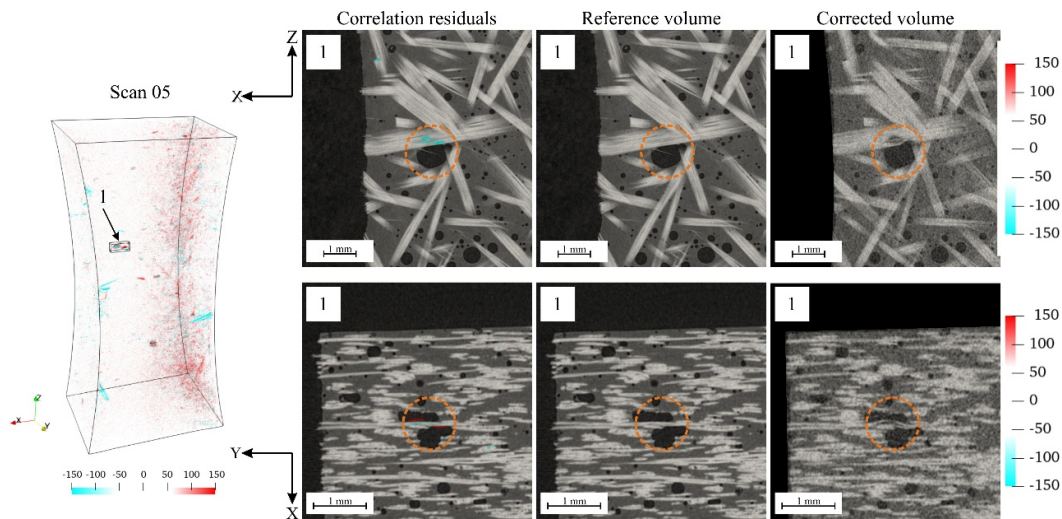 Correlation residuals
Reference volume
Corrected volume
Z
X
1
1
1
150
100
50
0
-50
-100
-150
1 mm
1 mm
1 mm
Scan 05
1
Z
X
Y
-150 -100 -50 0 50 100 150
Y
X
1
1
1
150
100
50
0
-50
-100
-150
1 mm
1 mm
1 mm